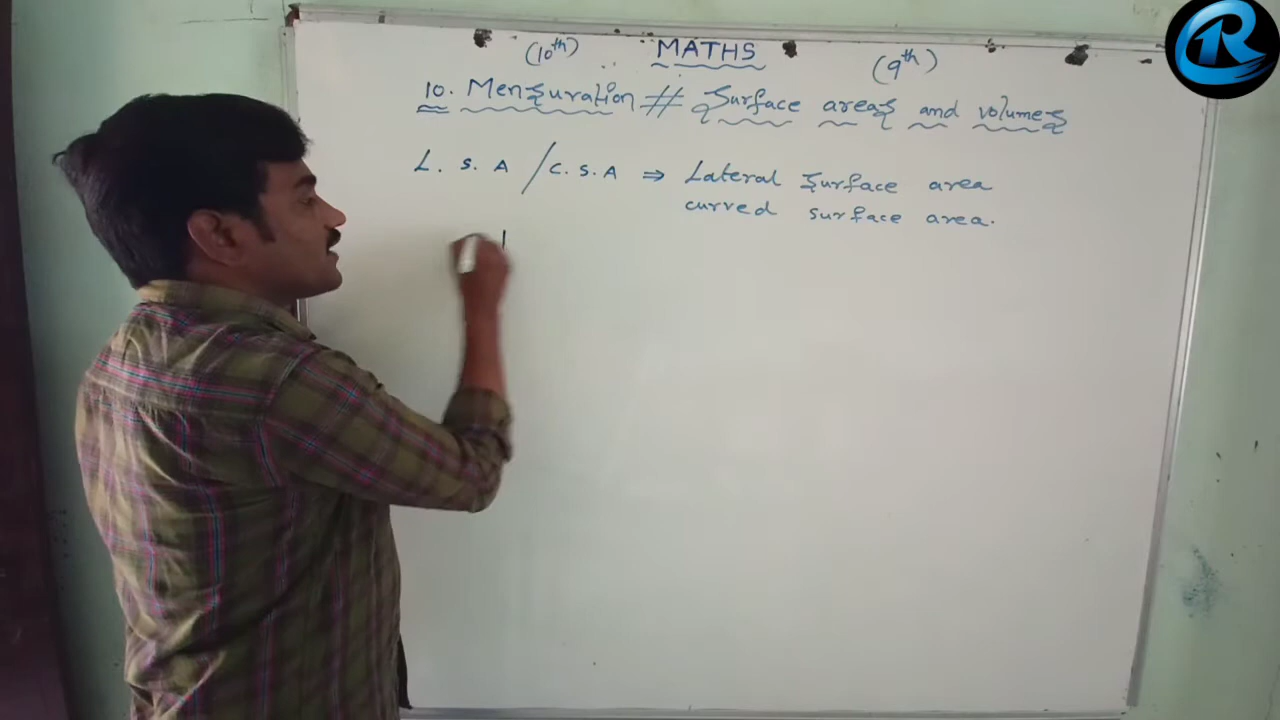 (10th) MATHS (9th)
10. Mensuration // Surface areas and volumes
L. S. A / C. S. A ⇒ Lateral surface area
curved surface area.
R